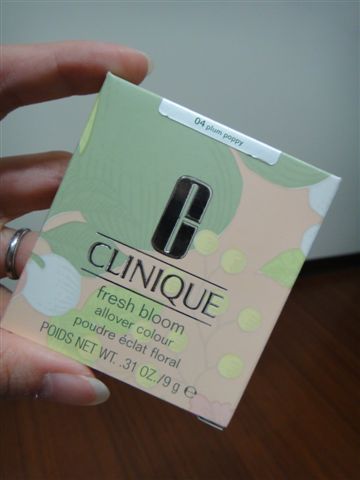 04 plum poppy
C
CLINIQUE
fresh bloom
allover colour
poudre éclat floral
POIDS NET WT. .31 OZ./9 g ℮